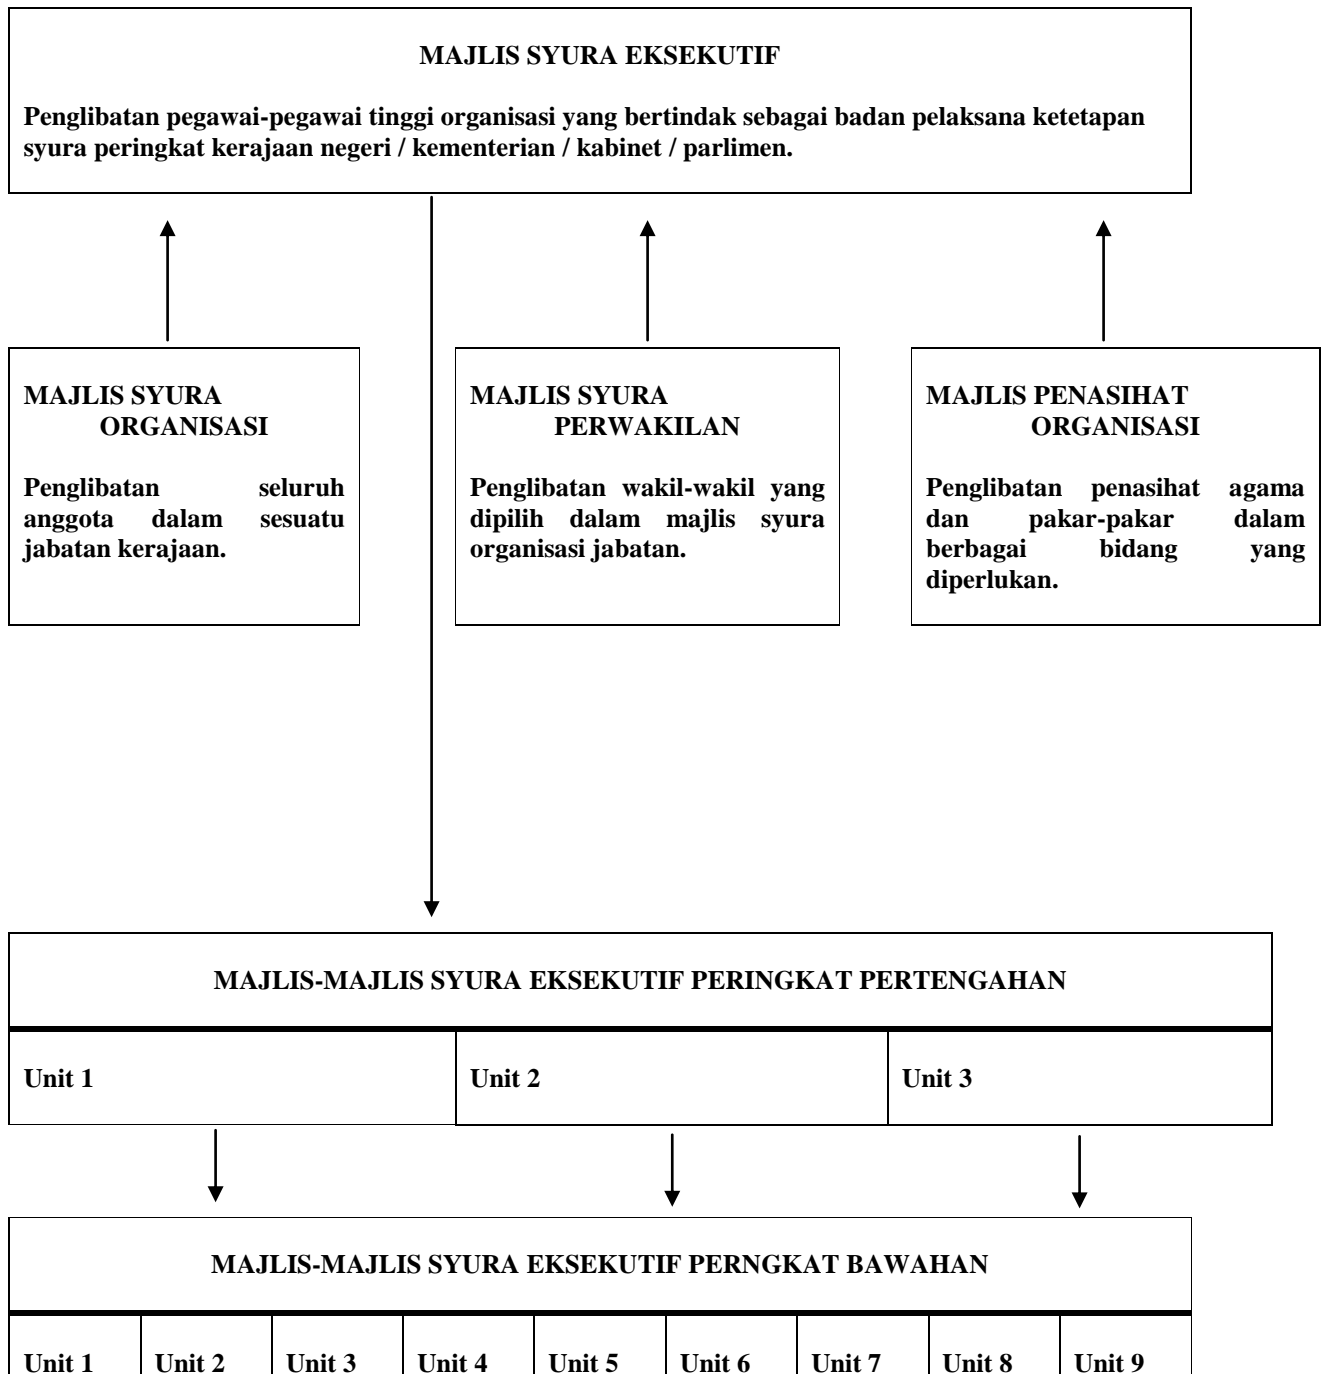 MAJLIS SYURA EKSEKUTIF
Penglibatan pegawai-pegawai tinggi organisasi yang bertindak sebagai badan pelaksana ketetapan
syura peringkat kerajaan negeri / kementerian / kabinet / parlimen.
MAJLIS SYURA
ORGANISASI
Penglibatan seluruh
anggota dalam sesuatu
jabatan kerajaan.
MAJLIS SYURA
PERWAKILAN
Penglibatan wakil-wakil yang
dipilih dalam majlis syura
organisasi jabatan.
MAJLIS PENASIHAT
ORGANISASI
Penglibatan penasihat agama
dan pakar-pakar dalam
berbagai bidang yang
diperlukan.
MAJLIS-MAJLIS SYURA EKSEKUTIF PERINGKAT PERTENGAHAN
Unit 1
Unit 2
Unit 3
MAJLIS-MAJLIS SYURA EKSEKUTIF PERNGKAT BAWAHAN
Unit 1
Unit 2
Unit 3
Unit 4
Unit 5
Unit 6
Unit 7
Unit 8
Unit 9